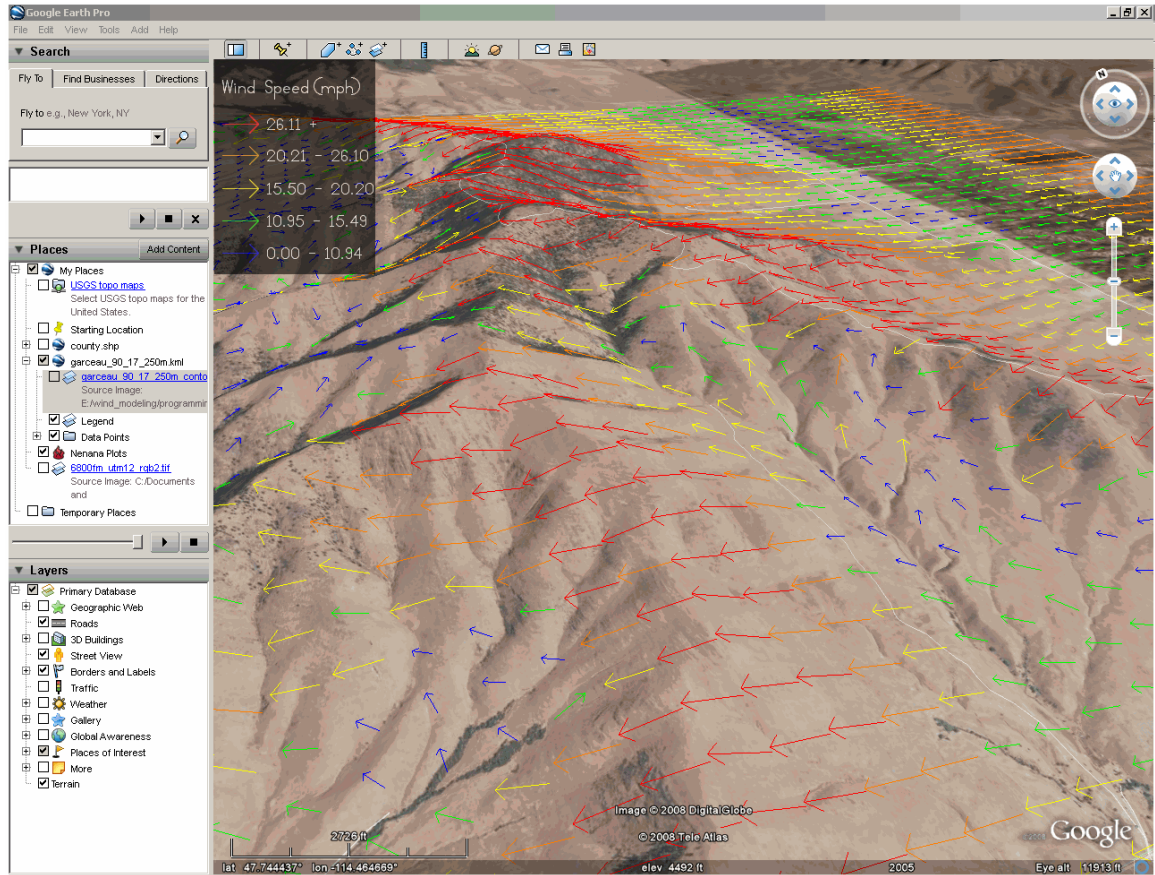 Google Earth Pro
File Edit View Tools Add Help
Search
Fly To Find Businesses Directions
Fly to e.g., New York, NY
Places Add Content
My Places
USGS topo maps
Select USGS topo maps for the
United States.
Starting Location
county.shp
garceau_90_17_250m.kml
garceau_90_17_250m_conto
Source Image:
E:/wind_modeling/programmir
Legend
Data Points
Nenana Plots
6800fm_utm12_rgb2.tif
Source Image: C:/Documents
and
Temporary Places
Layers
Primary Database
Geographic Web
Roads
3D Buildings
Street View
Borders and Labels
Traffic
Weather
Gallery
Global Awareness
Places of Interest
More
Terrain
Wind Speed (mph)
26.11 +
20.21 - 26.10
15.50 - 20.20
10.95 - 15.49
0.00 - 10.94
N
Image © 2008 DigitalGlobe
© 2008 Tele Atlas
2726 ft
Google
lat 47.744437° lon -114.464669° elev 4492 ft 2005 Eye alt 11913 ft